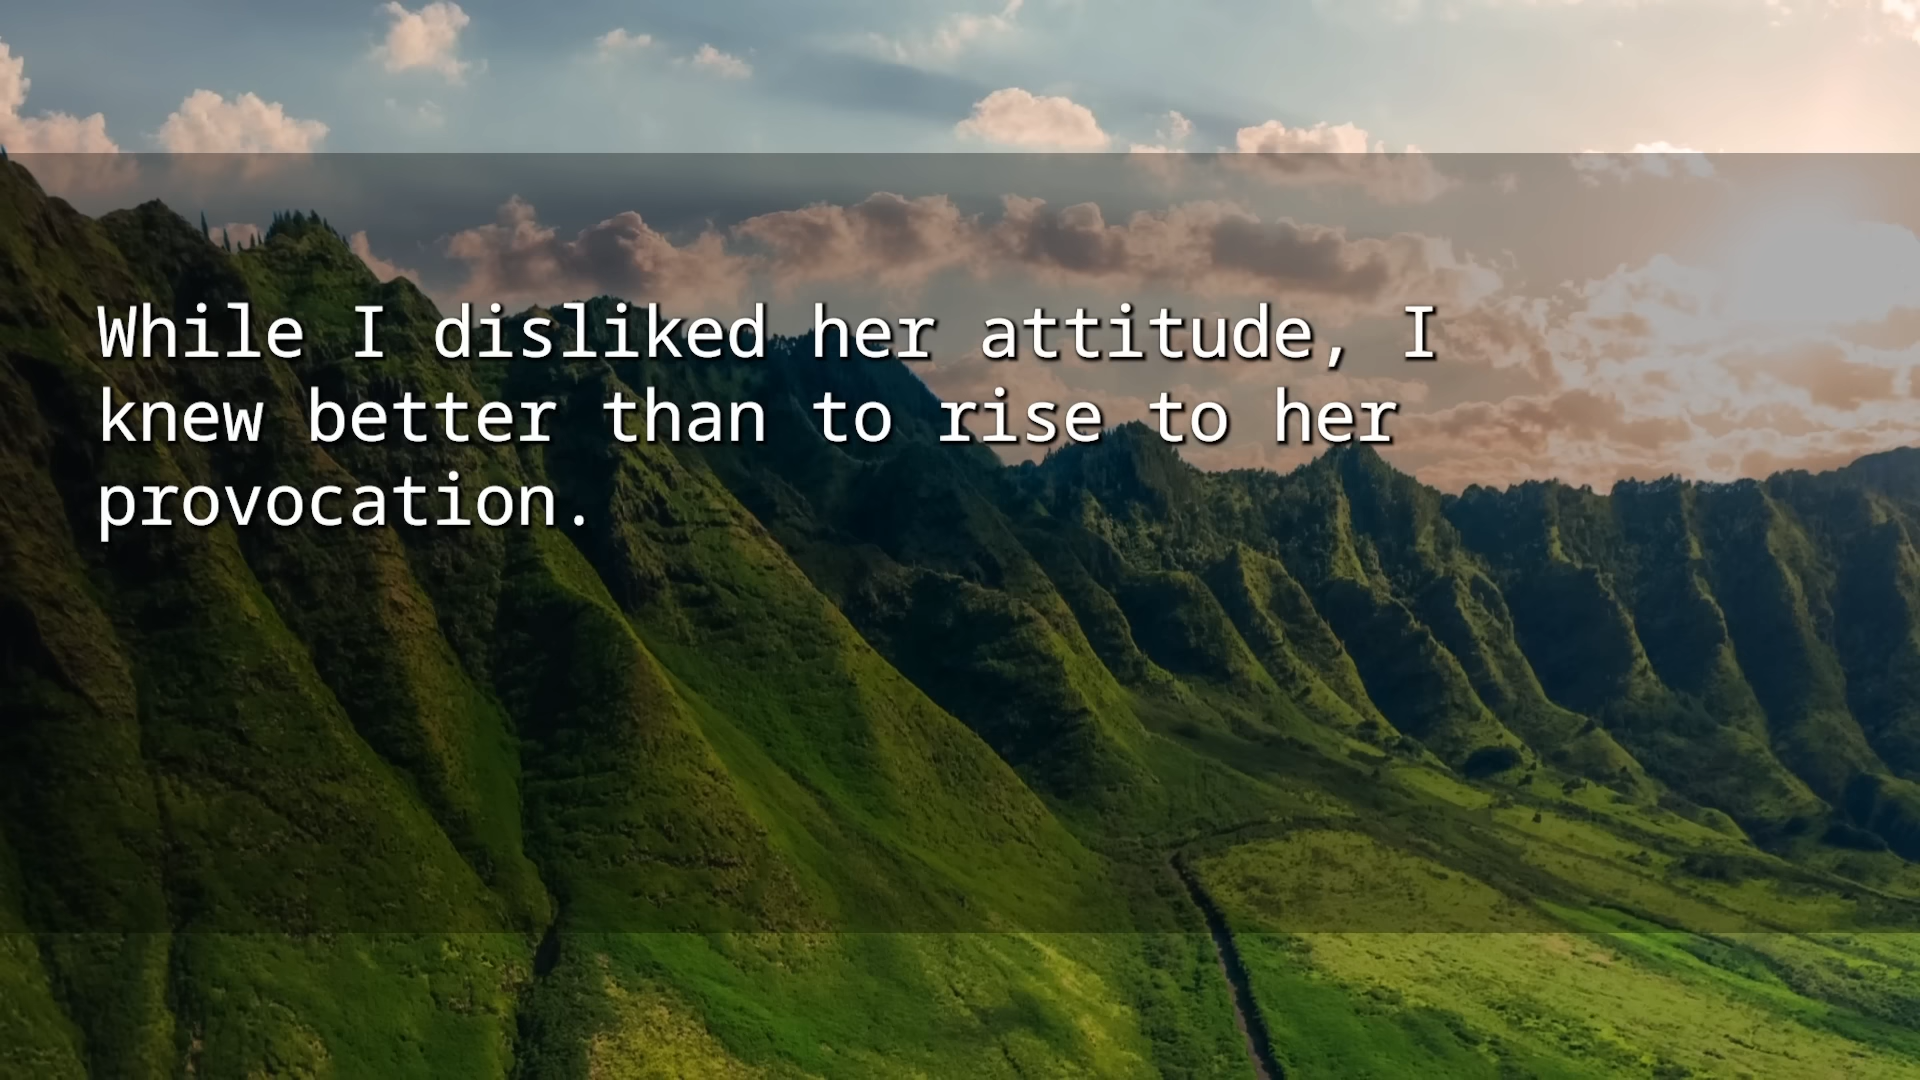 While I disliked her attitude, I
knew better than to rise to her
provocation.